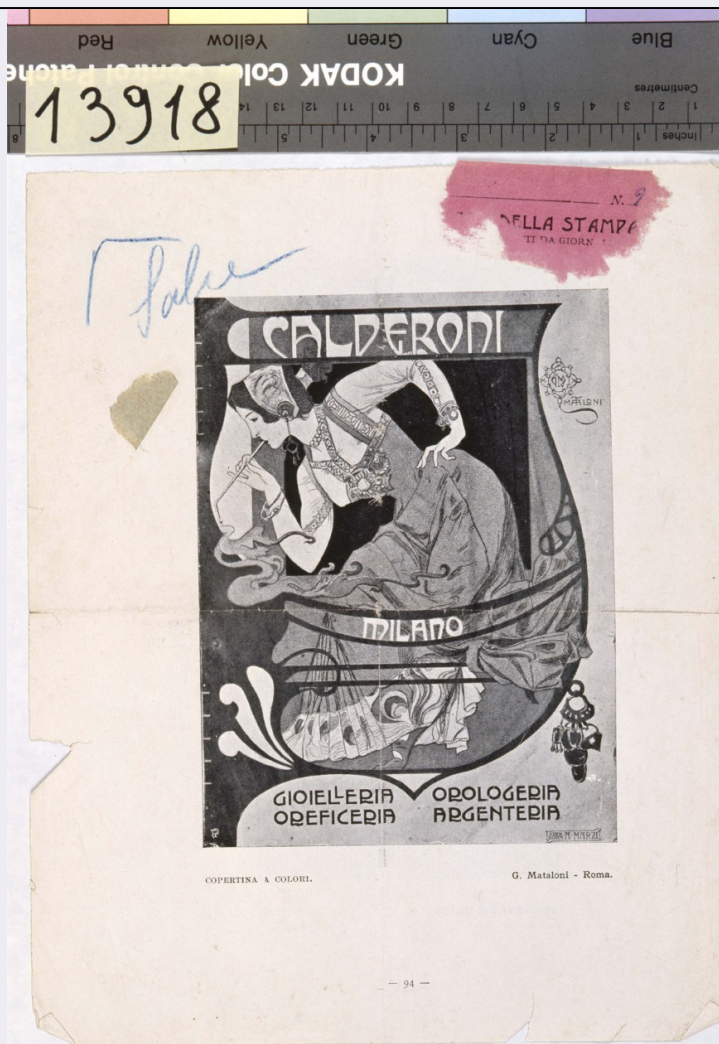 Red Yellow Green Cyan Blue
KODAK Color Control Patches
Centimetres
Inches
13918
N. 9
DELLA STAMPA
TI DA GIORN
CALDERONI
MATALONI
MILANO
GIOIELLERIA OROLOGERIA
OREFICERIA ARGENTERIA
COPERTINA A COLORI. G. Mataloni - Roma.
— 94 —